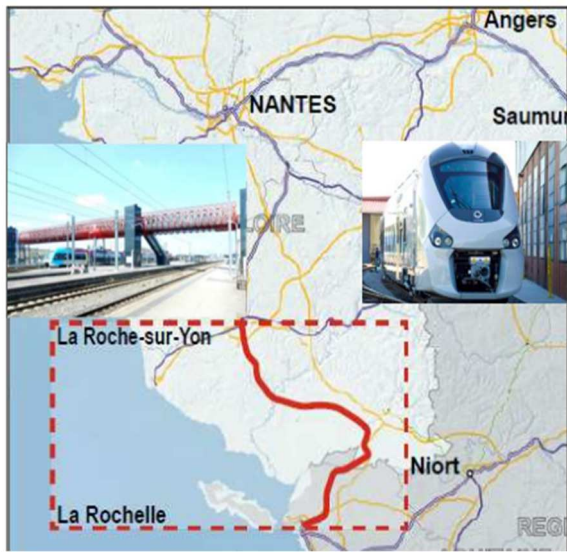 Angers
NANTES
Saumur
LOIRE
La Roche-sur-Yon
Niort
La Rochelle